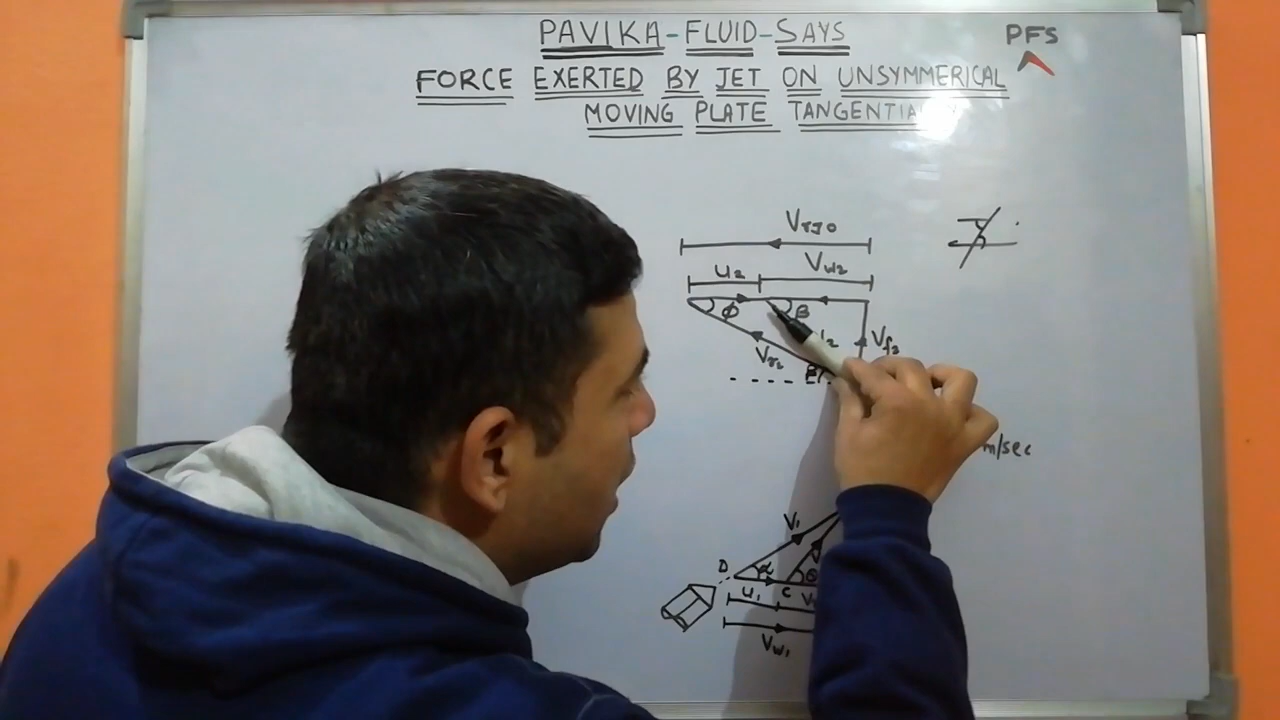 PAVIKA-FLUID-SAYS
PFS
FORCE EXERTED BY JET ON UNSYMMERICAL
MOVING PLATE
u2 Vw2
φ β
Vr2 Vf2
m/sec
V1
D α θ
u1 C
Vw1